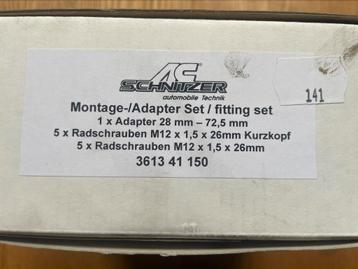 AC
SCHNITZER
automobile Technik
Montage-/Adapter Set / fitting set
1 x Adapter 28 mm – 72,5 mm
5 x Radschrauben M12 x 1,5 x 26mm Kurzkopf
5 x Radschrauben M12 x 1,5 x 26mm
3613 41 150
141